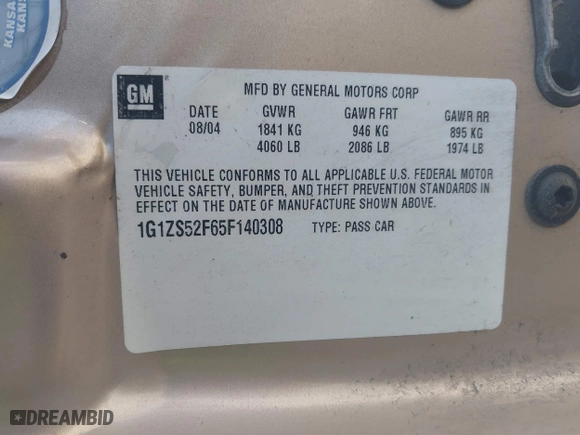 KANSAS
KANSAS
GM
MFD BY GENERAL MOTORS CORP
DATE GVWR GAWR FRT GAWR RR
08/04 1841 KG 946 KG 895 KG
4060 LB 2086 LB 1974 LB
THIS VEHICLE CONFORMS TO ALL APPLICABLE U.S. FEDERAL MOTOR
VEHICLE SAFETY, BUMPER, AND THEFT PREVENTION STANDARDS IN
EFFECT ON THE DATE OF MANUFACTURE SHOWN ABOVE.
1G1ZS52F65F140308 TYPE: PASS CAR
DREAMBID